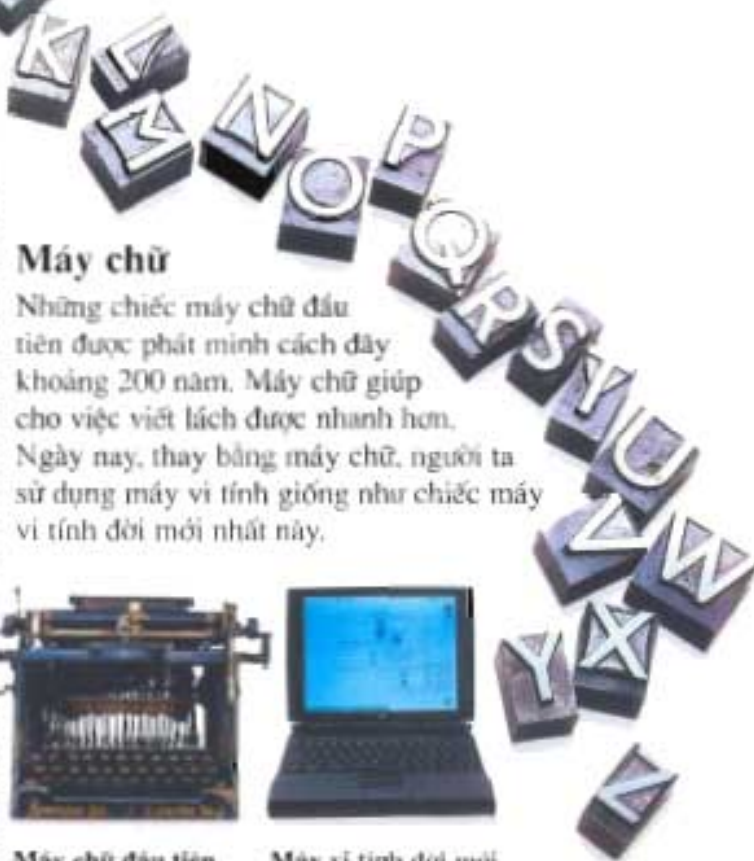 K L
M N O P
Q R S T U
V W
Y X
Z
Máy chữ
Những chiếc máy chữ đầu
tiên được phát minh cách đây
khoảng 200 năm. Máy chữ giúp
cho việc viết lách được nhanh hơn.
Ngày nay, thay bằng máy chữ, người ta
sử dụng máy vi tính giống như chiếc máy
vi tính đời mới nhất này.
Máy chữ đầu tiên
Máy vi tính đời mới